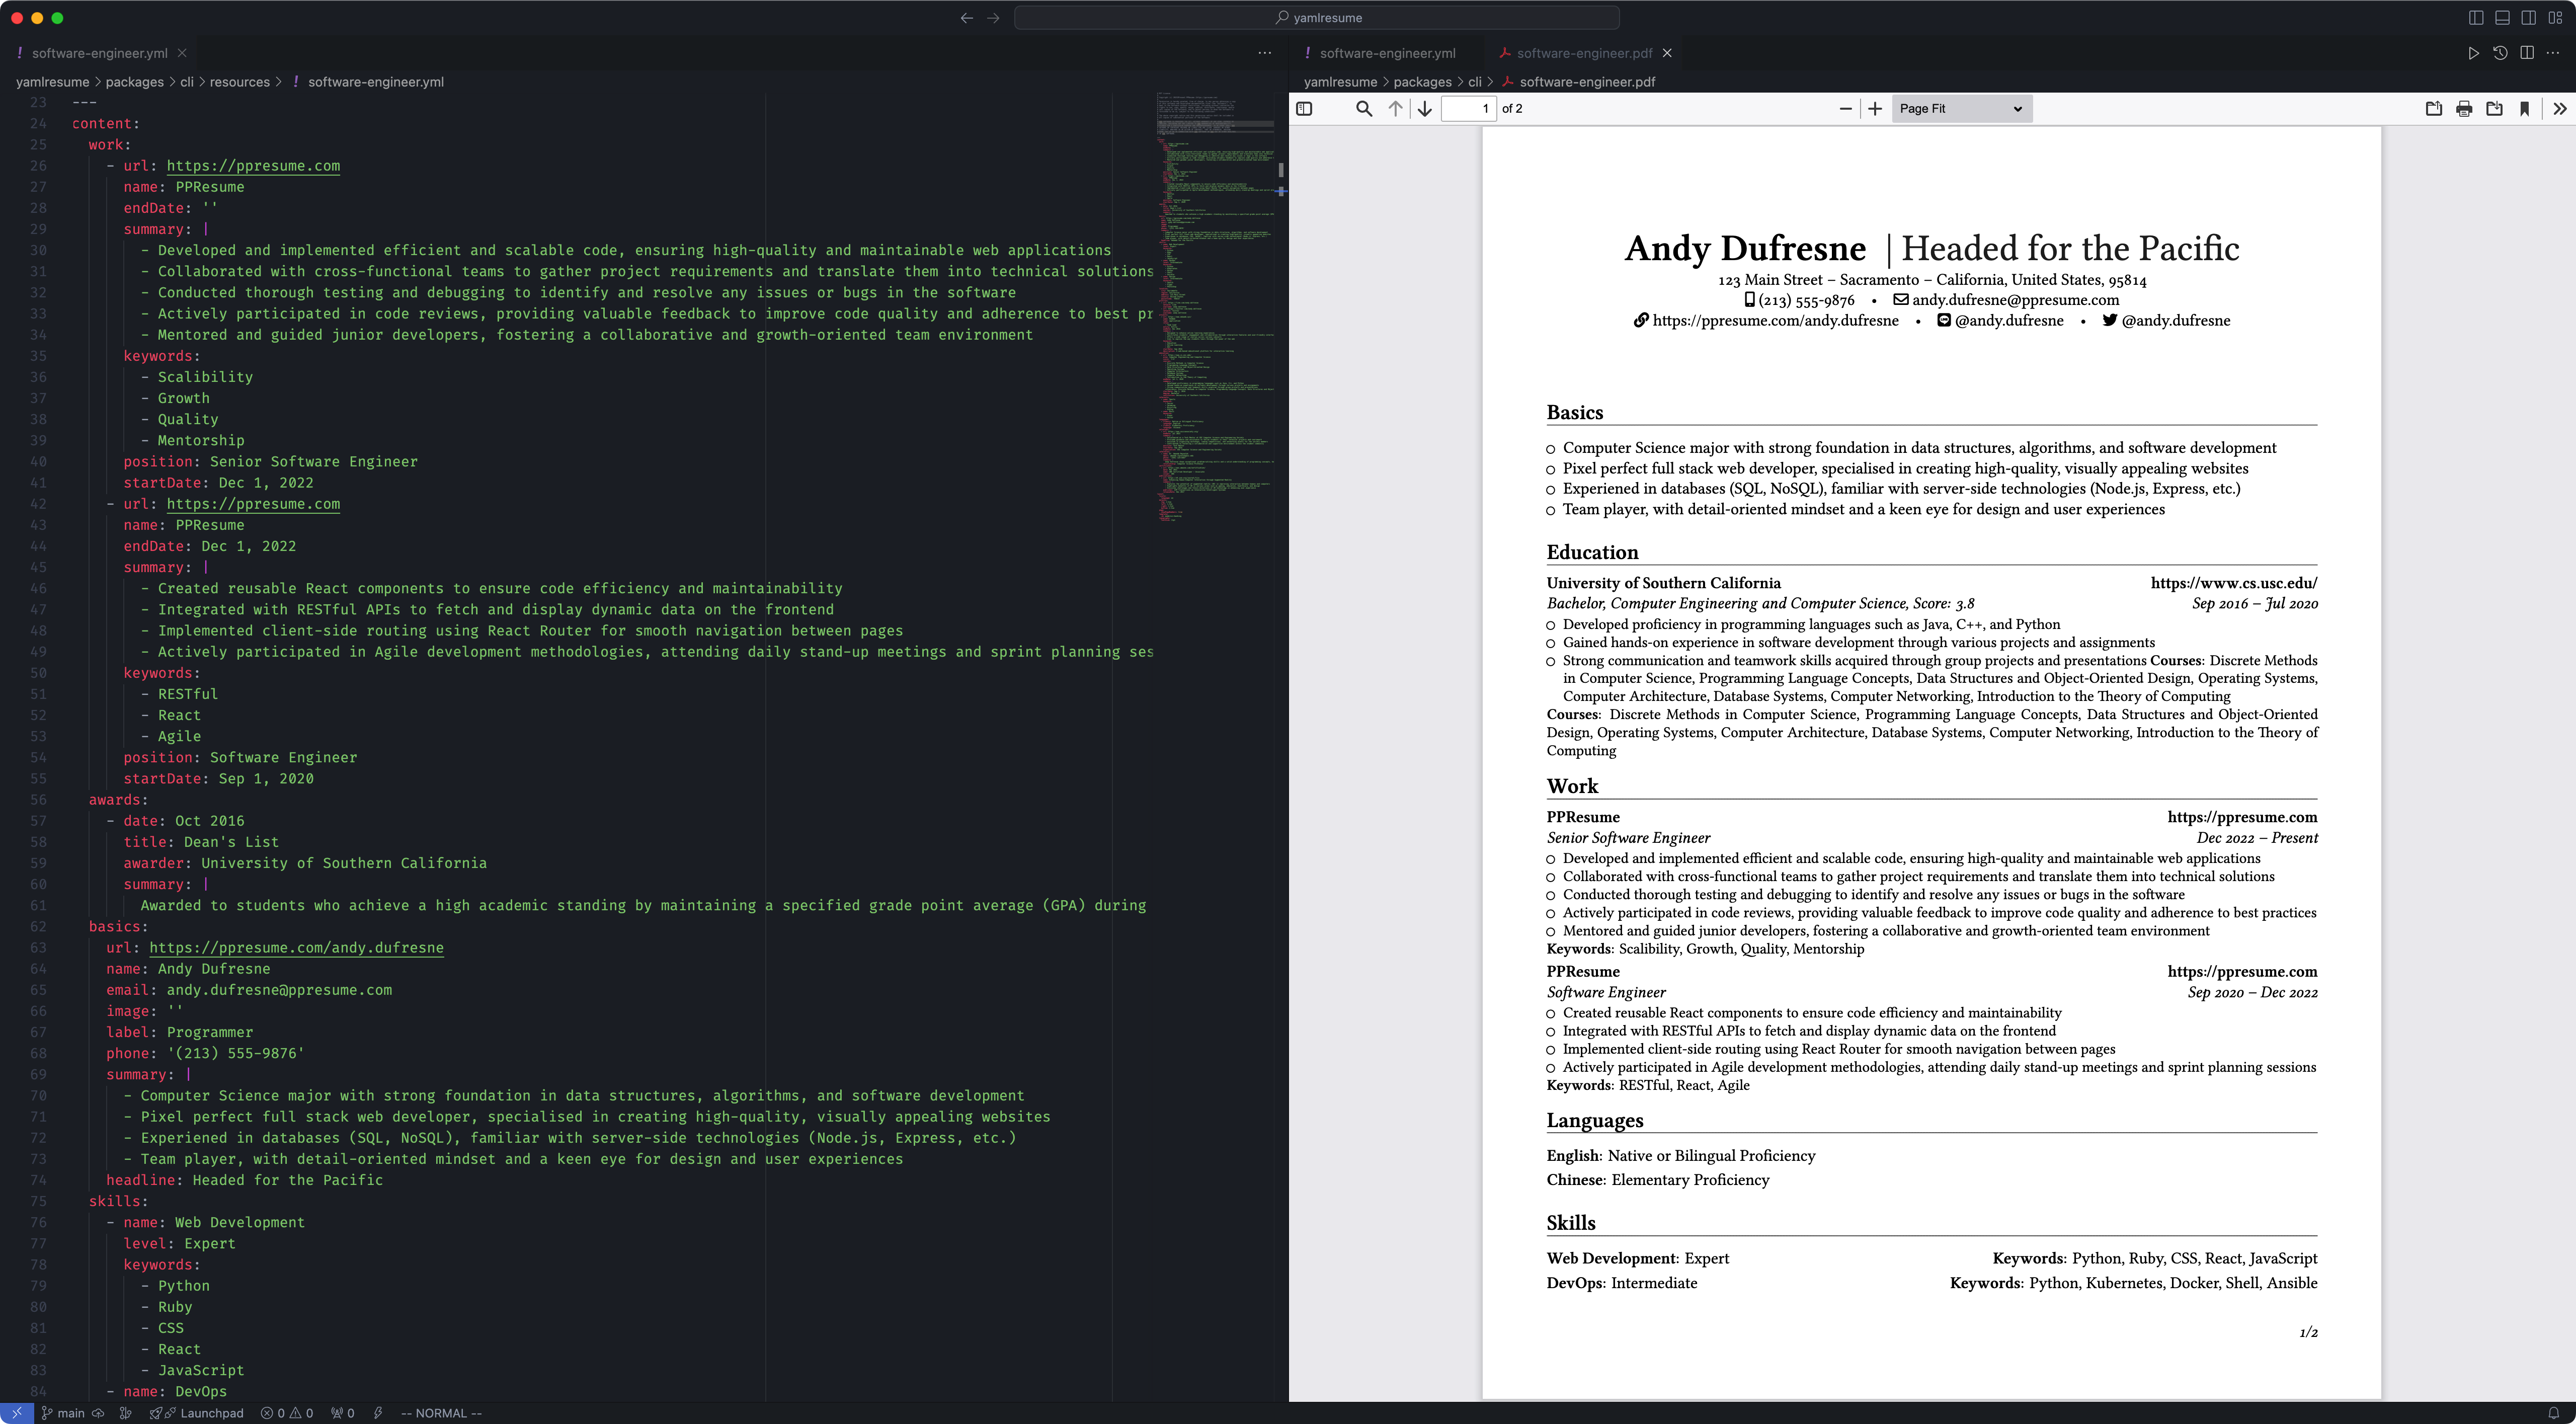 yamlresume
software-engineer.yml
yamlresume > packages > cli > resources > ! software-engineer.yml
23 ---
24 content:
25 work:
26 - url: https://ppresume.com
27 name: PPResume
28 endDate: ''
29 summary: |
30 - Developed and implemented efficient and scalable code, ensuring high-quality and maintainable web applications
31 - Collaborated with cross-functional teams to gather project requirements and translate them into technical solutions
32 - Conducted thorough testing and debugging to identify and resolve any issues or bugs in the software
33 - Actively participated in code reviews, providing valuable feedback to improve code quality and adherence to best pr
34 - Mentored and guided junior developers, fostering a collaborative and growth-oriented team environment
35 keywords:
36 - Scalibility
37 - Growth
38 - Quality
39 - Mentorship
40 position: Senior Software Engineer
41 startDate: Dec 1, 2022
42 - url: https://ppresume.com
43 name: PPResume
44 endDate: Dec 1, 2022
45 summary: |
46 - Created reusable React components to ensure code efficiency and maintainability
47 - Integrated with RESTful APIs to fetch and display dynamic data on the frontend
48 - Implemented client-side routing using React Router for smooth navigation between pages
49 - Actively participated in Agile development methodologies, attending daily stand-up meetings and sprint planning ses
50 keywords:
51 - RESTful
52 - React
53 - Agile
54 position: Software Engineer
55 startDate: Sep 1, 2020
56 awards:
57 - date: Oct 2016
58 title: Dean's List
59 awarder: University of Southern California
60 summary: |
61 Awarded to students who achieve a high academic standing by maintaining a specified grade point average (GPA) during
62 basics:
63 url: https://ppresume.com/andy.dufresne
64 name: Andy Dufresne
65 email: andy.dufresne@ppresume.com
66 image: ''
67 label: Programmer
68 phone: '(213) 555-9876'
69 summary: |
70 - Computer Science major with strong foundation in data structures, algorithms, and software development
71 - Pixel perfect full stack web developer, specialised in creating high-quality, visually appealing websites
72 - Experiened in databases (SQL, NoSQL), familiar with server-side technologies (Node.js, Express, etc.)
73 - Team player, with detail-oriented mindset and a keen eye for design and user experiences
74 headline: Headed for the Pacific
75 skills:
76 - name: Web Development
77 level: Expert
78 keywords:
79 - Python
80 - Ruby
81 - CSS
82 - React
83 - JavaScript
84 - name: DevOps
main Launchpad 0 0 0 -- NORMAL --
software-engineer.yml software-engineer.pdf
yamlresume > packages > cli > software-engineer.pdf
1 of 2 Page Fit
Andy Dufresne | Headed for the Pacific
123 Main Street – Sacramento – California, United States, 95814
(213) 555-9876 • andy.dufresne@ppresume.com
https://ppresume.com/andy.dufresne • @andy.dufresne • @andy.dufresne
Basics
Computer Science major with strong foundation in data structures, algorithms, and software development
Pixel perfect full stack web developer, specialised in creating high-quality, visually appealing websites
Experiened in databases (SQL, NoSQL), familiar with server-side technologies (Node.js, Express, etc.)
Team player, with detail-oriented mindset and a keen eye for design and user experiences
Education
University of Southern California https://www.cs.usc.edu/
Bachelor, Computer Engineering and Computer Science, Score: 3.8 Sep 2016 – Jul 2020
Developed proficiency in programming languages such as Java, C++, and Python
Gained hands-on experience in software development through various projects and assignments
Strong communication and teamwork skills acquired through group projects and presentations Courses: Discrete Methods
in Computer Science, Programming Language Concepts, Data Structures and Object-Oriented Design, Operating Systems,
Computer Architecture, Database Systems, Computer Networking, Introduction to the Theory of Computing
Courses: Discrete Methods in Computer Science, Programming Language Concepts, Data Structures and Object-Oriented
Design, Operating Systems, Computer Architecture, Database Systems, Computer Networking, Introduction to the Theory of
Computing
Work
PPResume https://ppresume.com
Senior Software Engineer Dec 2022 – Present
Developed and implemented efficient and scalable code, ensuring high-quality and maintainable web applications
Collaborated with cross-functional teams to gather project requirements and translate them into technical solutions
Conducted thorough testing and debugging to identify and resolve any issues or bugs in the software
Actively participated in code reviews, providing valuable feedback to improve code quality and adherence to best practices
Mentored and guided junior developers, fostering a collaborative and growth-oriented team environment
Keywords: Scalibility, Growth, Quality, Mentorship
PPResume https://ppresume.com
Software Engineer Sep 2020 – Dec 2022
Created reusable React components to ensure code efficiency and maintainability
Integrated with RESTful APIs to fetch and display dynamic data on the frontend
Implemented client-side routing using React Router for smooth navigation between pages
Actively participated in Agile development methodologies, attending daily stand-up meetings and sprint planning sessions
Keywords: RESTful, React, Agile
Languages
English: Native or Bilingual Proficiency
Chinese: Elementary Proficiency
Skills
Web Development: Expert Keywords: Python, Ruby, CSS, React, JavaScript
DevOps: Intermediate Keywords: Python, Kubernetes, Docker, Shell, Ansible
1/2